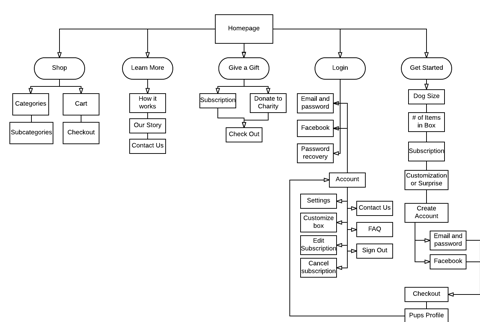 Homepage
Shop
Learn More
Give a Gift
Login
Get Started
Categories
Cart
Subcategories
Checkout
How it
works
Our Story
Contact Us
Subscription
Donate to
Charity
Check Out
Email and
password
Facebook
Password
recovery
Account
Settings
Contact Us
Customize
box
FAQ
Edit
Subscription
Sign Out
Cancel
subscription
Dog Size
# of Items
in Box
Subscription
Customization
or Surprise
Create
Account
Email and
password
Facebook
Checkout
Pups Profile